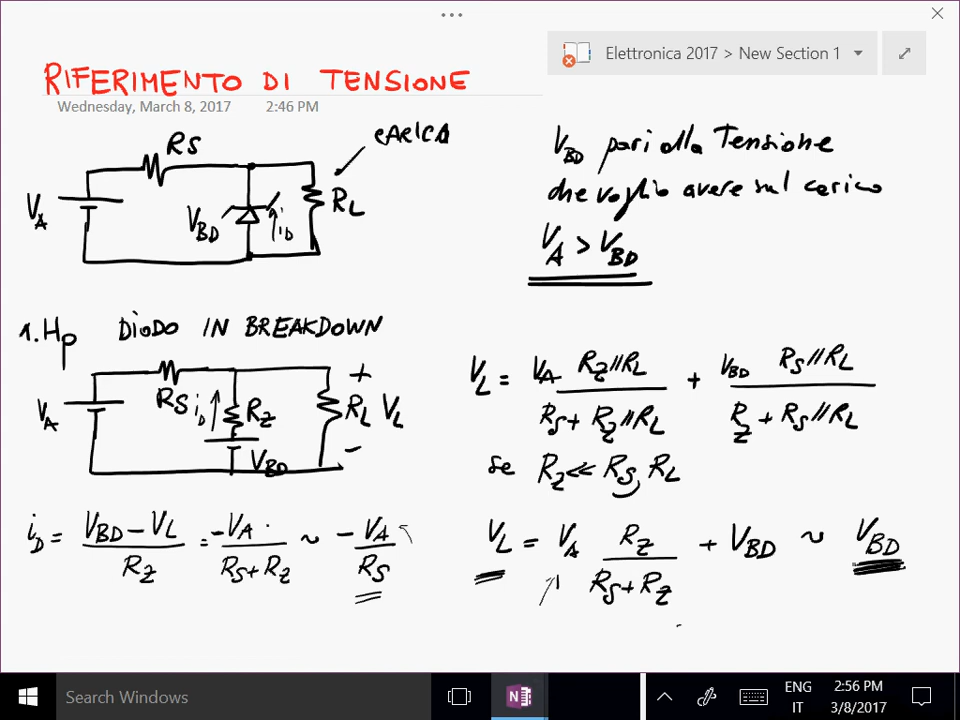 Elettronica 2017 > New Section 1
RIFERIMENTO DI TENSIONE
Wednesday, March 8, 2017 2:46 PM
RS
CARICA
VA
VBD
iD
RL
VBD pari alla Tensione
che voglio avere sul carico
VA > VBD
1. Hp DIODO IN BREAKDOWN
VA
RS
iD
RZ
VBD
+
RL VL
-
VL = VA RZ//RL / RS + RZ//RL + VBD RS//RL / RZ + RS//RL
se RZ << RS, RL
iD = VBD - VL / RZ = -VA / RS + RZ ~ - VA / RS
VL = VA RZ / RS + RZ + VBD ~ VBD
Search Windows
N
ENG
IT
2:56 PM
3/8/2017